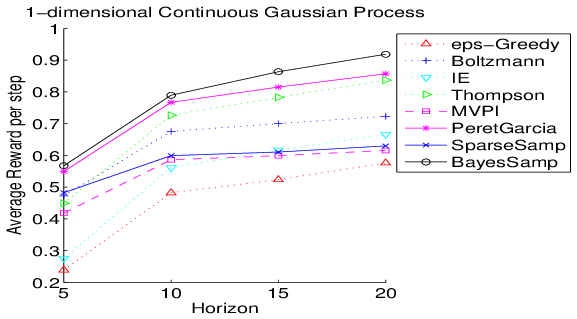 1-dimensional Continuous Gaussian Process
Average Reward per step
1
0.9
0.8
0.7
0.6
0.5
0.4
0.3
0.2
5
10
15
20
Horizon
eps-Greedy
Boltzmann
IE
Thompson
MVPI
PeretGarcia
SparseSamp
BayesSamp